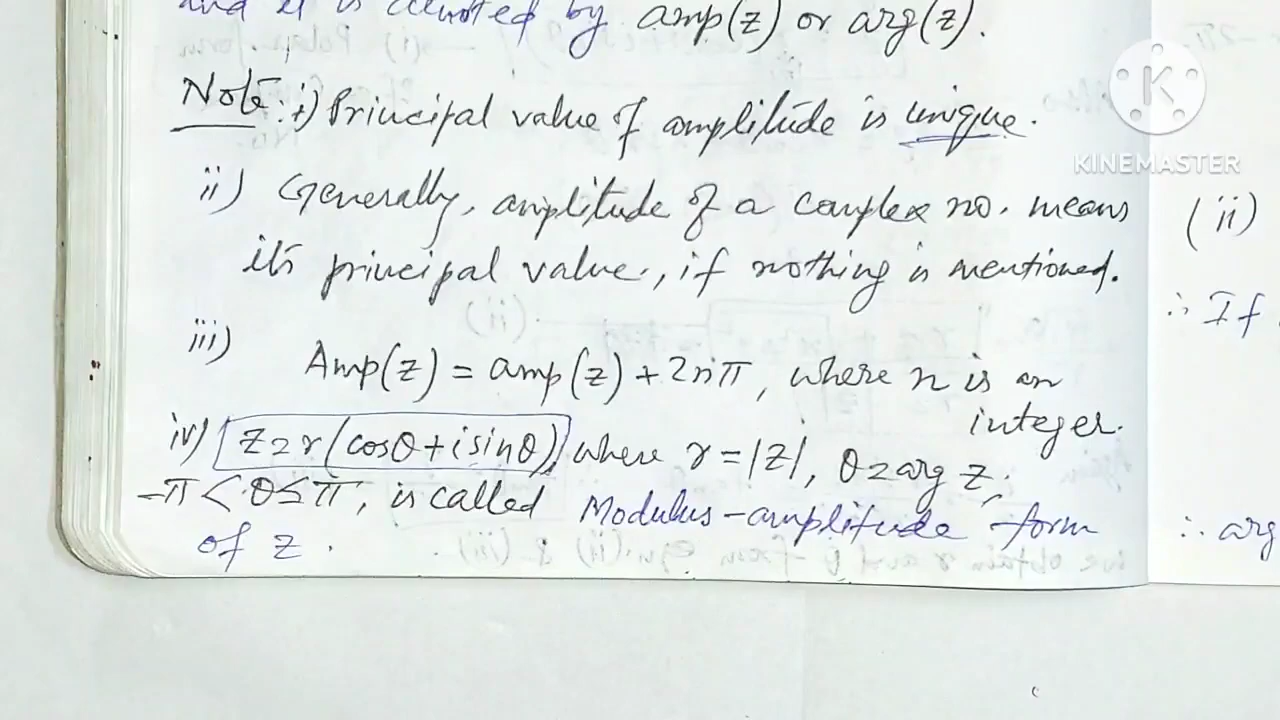 and it is denoted by amp(z) or arg(z).
Note: i) Principal value of amplitude is unique.
ii) Generally, amplitude of a complex no. means
its principal value, if nothing is mentioned.
iii) Amp(z) = amp(z) + 2nπ, where n is an
integer.
iv) z = r(cosθ + i sinθ), where r = |z|, θ = arg z,
-π < θ ≤ π, is called Modulus-amplitude form
of z.
(ii)
∴ If
∴ arg
K
KINEMASTER